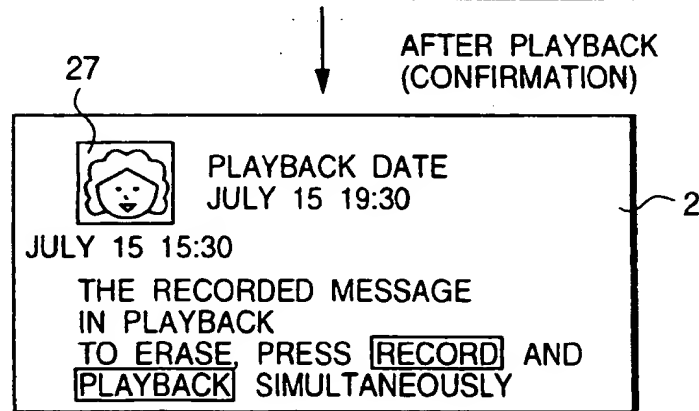 AFTER PLAYBACK
(CONFIRMATION)
27
PLAYBACK DATE
JULY 15 19:30
2
JULY 15 15:30
THE RECORDED MESSAGE
IN PLAYBACK
TO ERASE, PRESS RECORD AND
PLAYBACK SIMULTANEOUSLY